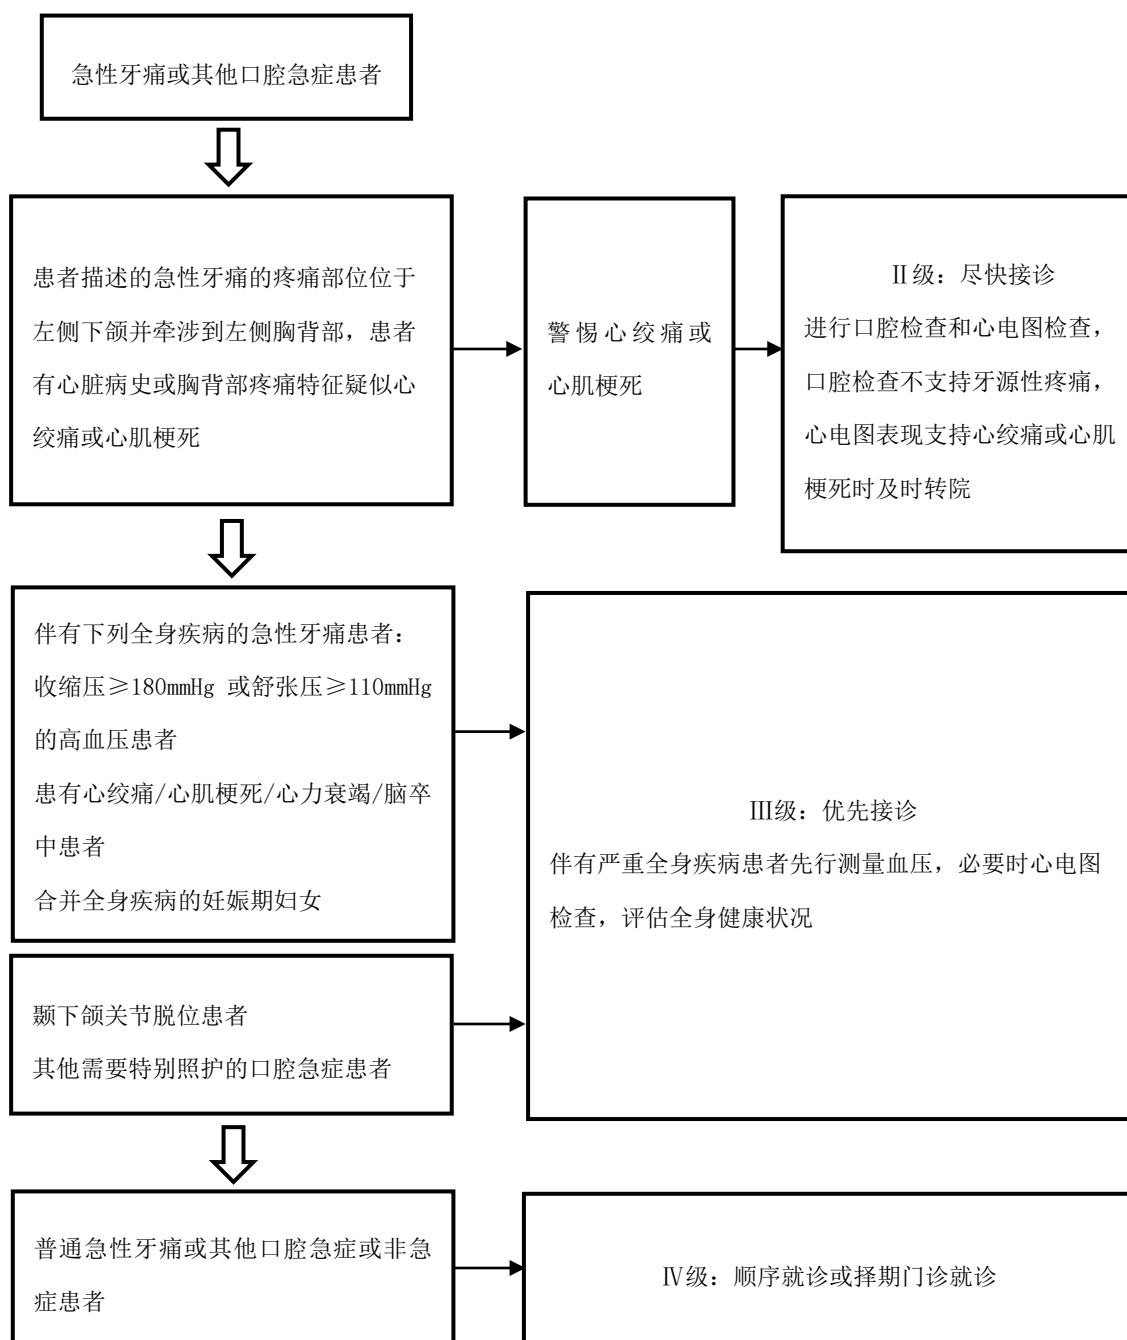 急性牙痛或其他口腔急症患者
患者描述的急性牙痛的疼痛部位位于
左侧下颌并牵涉到左侧胸背部，患者
有心脏病史或胸背部疼痛特征疑似心
绞痛或心肌梗死
警惕心绞痛或
心肌梗死
Ⅱ级：尽快接诊
进行口腔检查和心电图检查，
口腔检查不支持牙源性疼痛，
心电图表现支持心绞痛或心肌
梗死时及时转院
伴有下列全身疾病的急性牙痛患者：
收缩压≥180mmHg 或舒张压≥110mmHg
的高血压患者
患有心绞痛/心肌梗死/心力衰竭/脑卒
中患者
合并全身疾病的妊娠期妇女
颞下颌关节脱位患者
其他需要特别照护的口腔急症患者
Ⅲ级：优先接诊
伴有严重全身疾病患者先行测量血压，必要时心电图
检查，评估全身健康状况
普通急性牙痛或其他口腔急症或非急
症患者
Ⅳ级：顺序就诊或择期门诊就诊